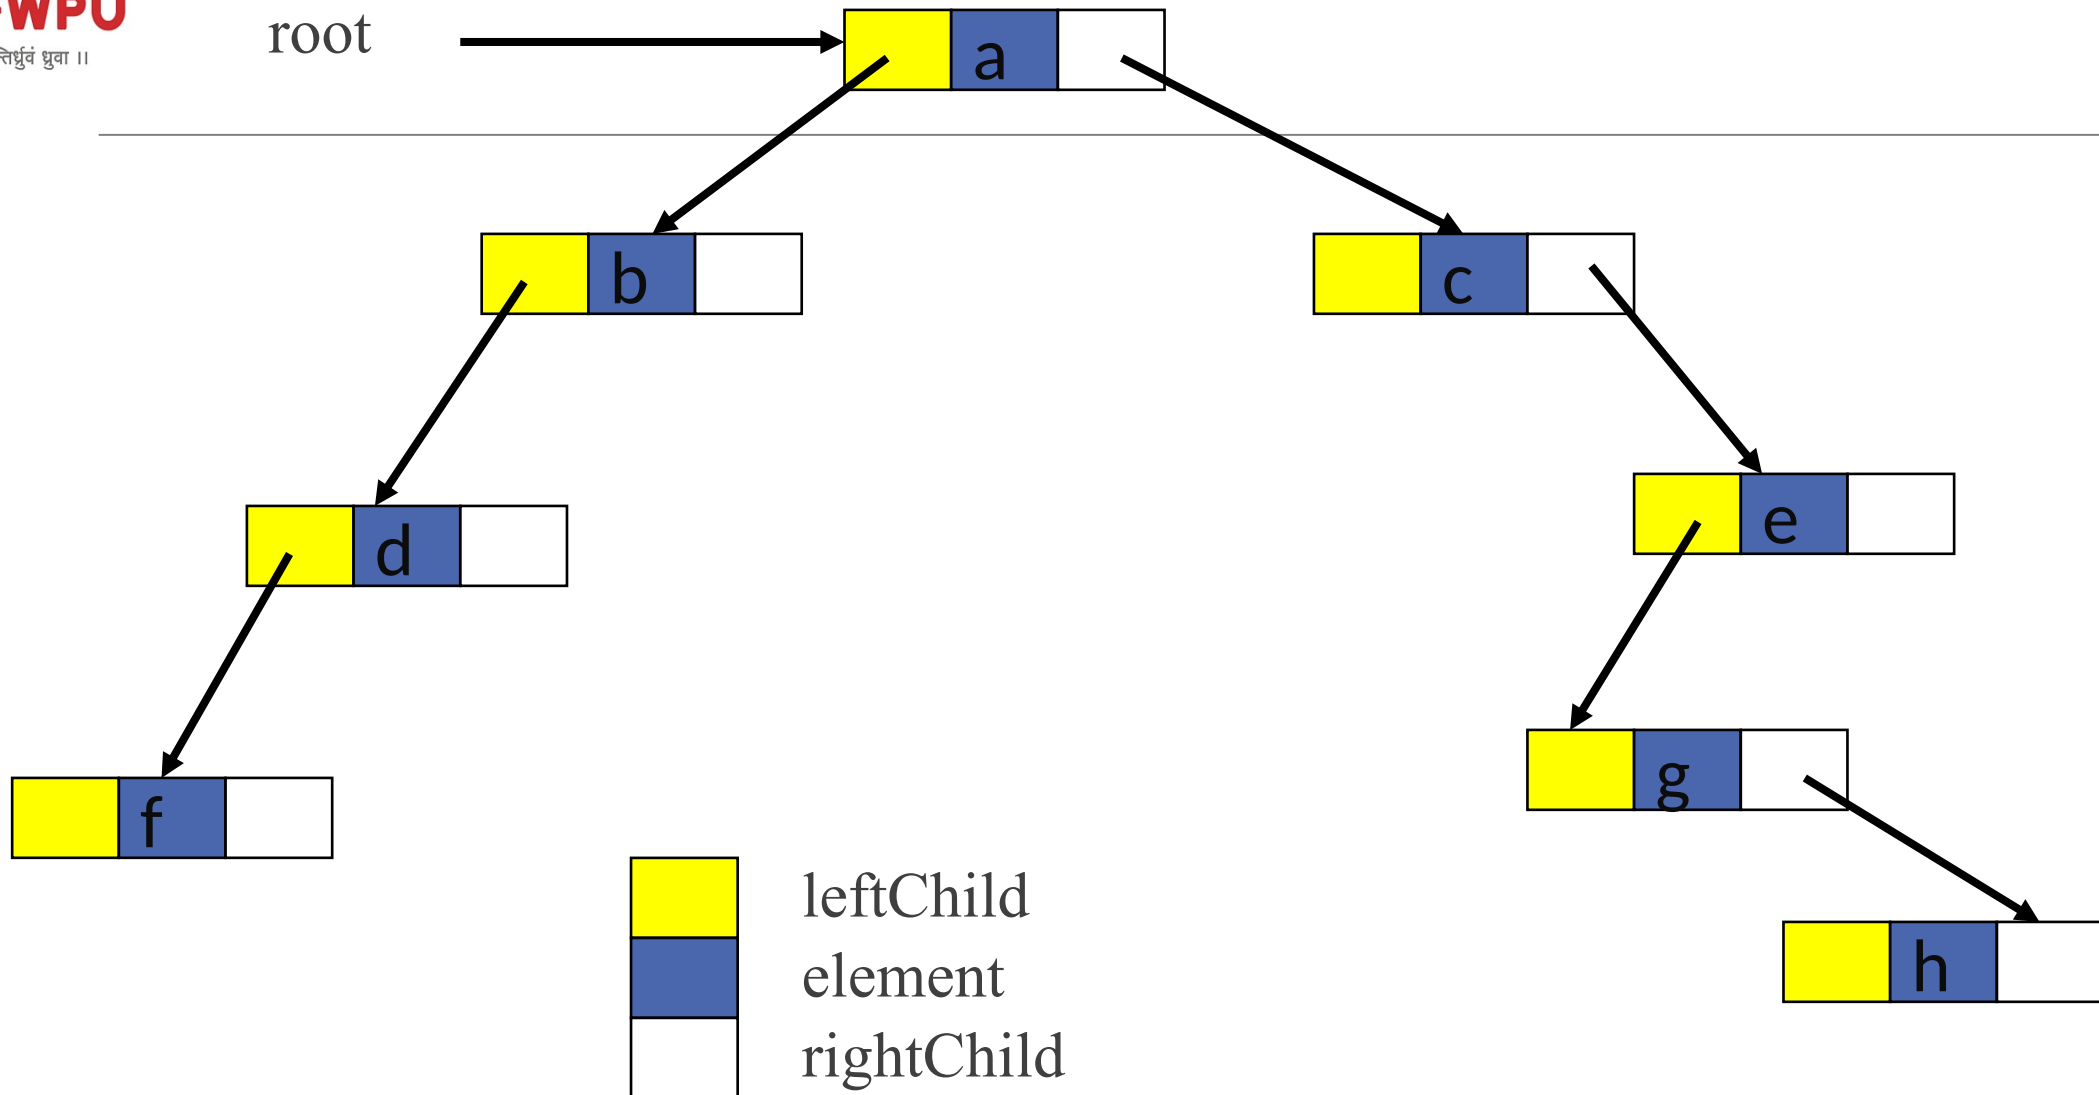 WPU
root
ध्रुवा ॥
a
b
c
d
e
f
g
h
leftChild
element
rightChild